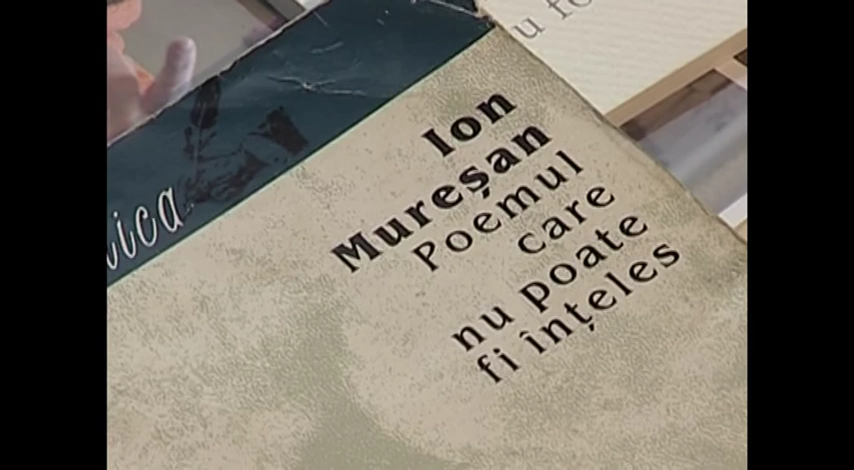 Ion
Mureșan
Poemul
care
nu poate
fi înțeles